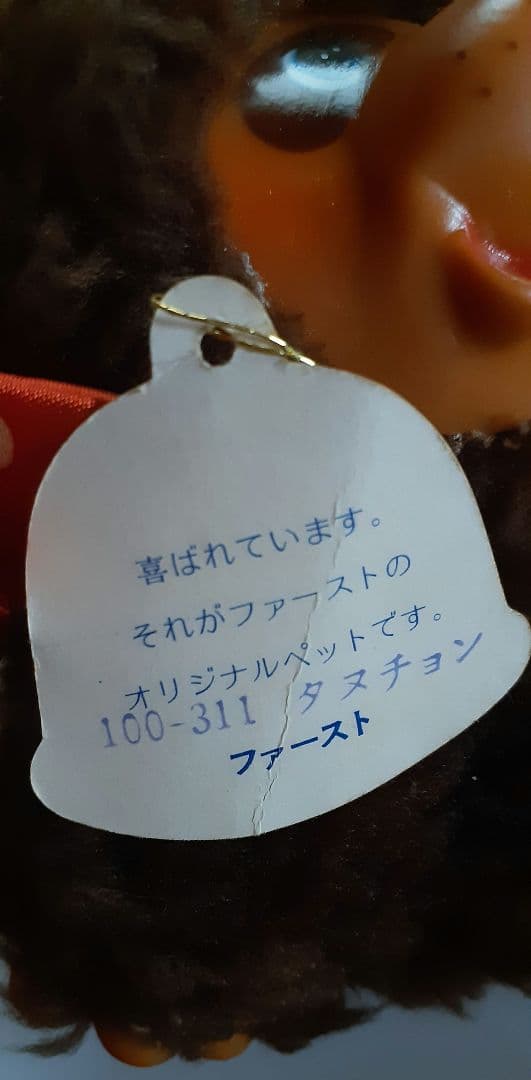 喜ばれています。
それがファーストの
オリジナルペットです。
100-311 タヌチョン
ファースト